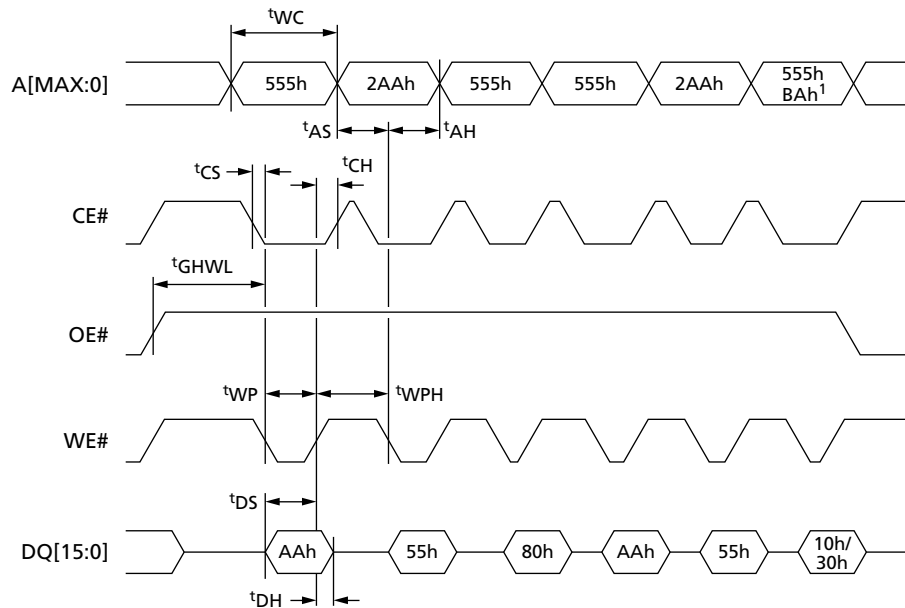 tWC
A[MAX:0] 555h 2AAh 555h 555h 2AAh 555h BAh1
tAS tAH
tCS tCH
CE#
tGHWL
OE#
tWP tWPH
WE#
tDS
DQ[15:0] AAh 55h 80h AAh 55h 10h/ 30h
tDH